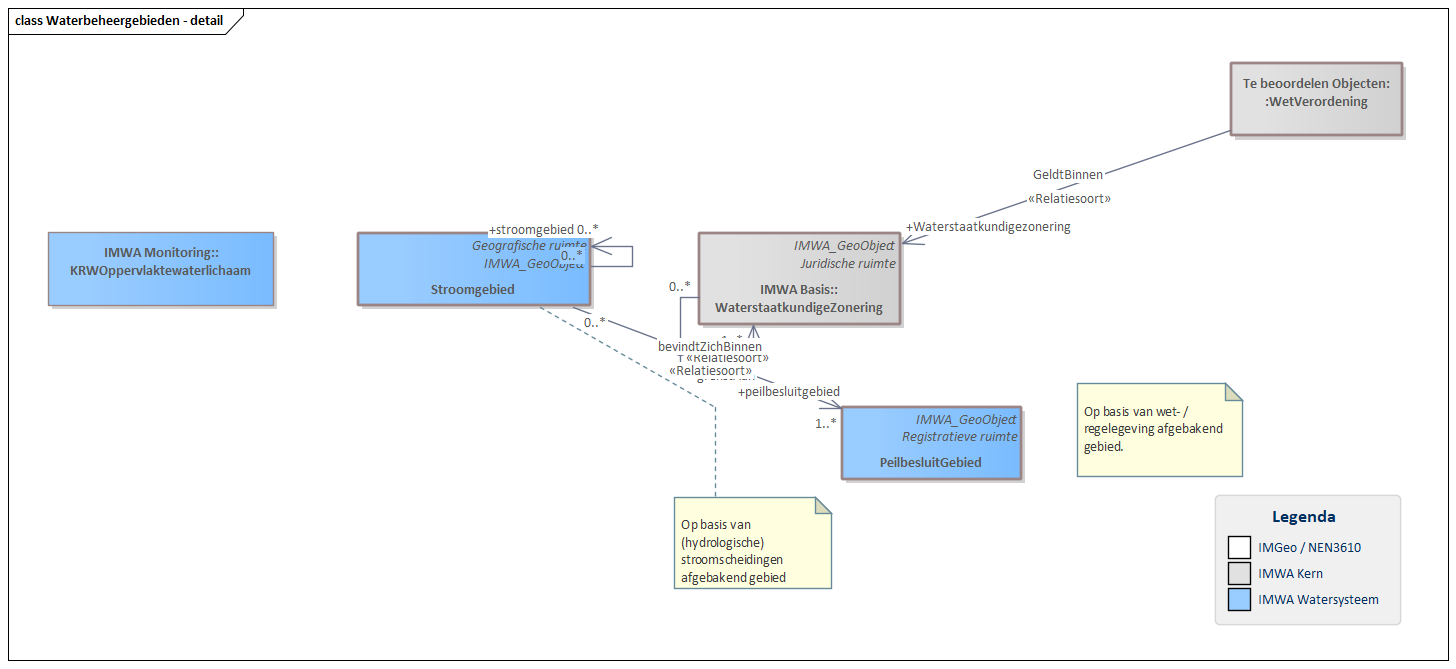 class Waterbeheergebieden - detail
Te beoordelen Objecten:
:WetVerordening
GeldtBinnen
«Relatiesoort»
+Waterstaatkundigezonering
IMWA Monitoring::
KRWOppervlaktewaterlichaam
+stroomgebied 0..*
Geografische ruimte
0..*
IMWA_GeoObject
Stroomgebied
IMWA_GeoObject
Juridische ruimte
IMWA Basis::
WaterstaatkundigeZonering
0..*
0..*
bevindtZichBinnen
«Relatiesoort»
«Relatiesoort»
+peilbesluitgebied
1..*
IMWA_GeoObject
Registratieve ruimte
PeilbesluitGebied
Op basis van wet- /
regelegeving afgebakend
gebied.
Op basis van
(hydrologische)
stroomscheidingen
afgebakend gebied
Legenda
IMGeo / NEN3610
IMWA Kern
IMWA Watersysteem